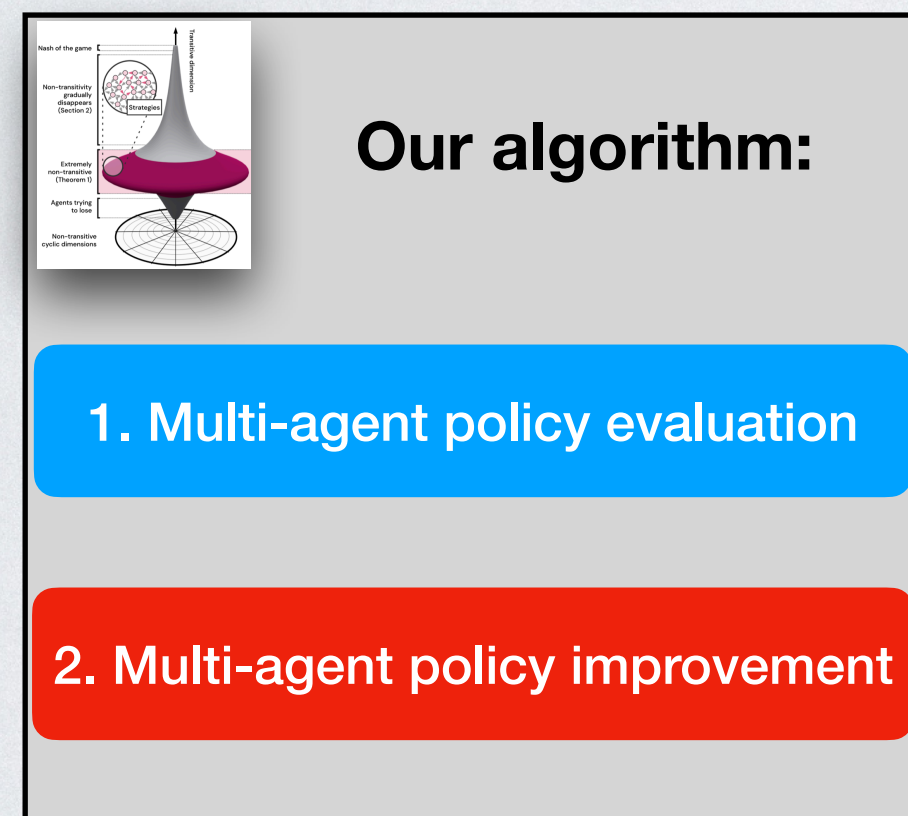 Nash of the game
Transitive dimension
Non-transitivity
gradually
disappears
(Section 2)
Strategies
Extremely
non-transitive
(Theorem 1)
Agents trying
to lose
Non-transitive
cyclic dimensions
Our algorithm:
1. Multi-agent policy evaluation
2. Multi-agent policy improvement